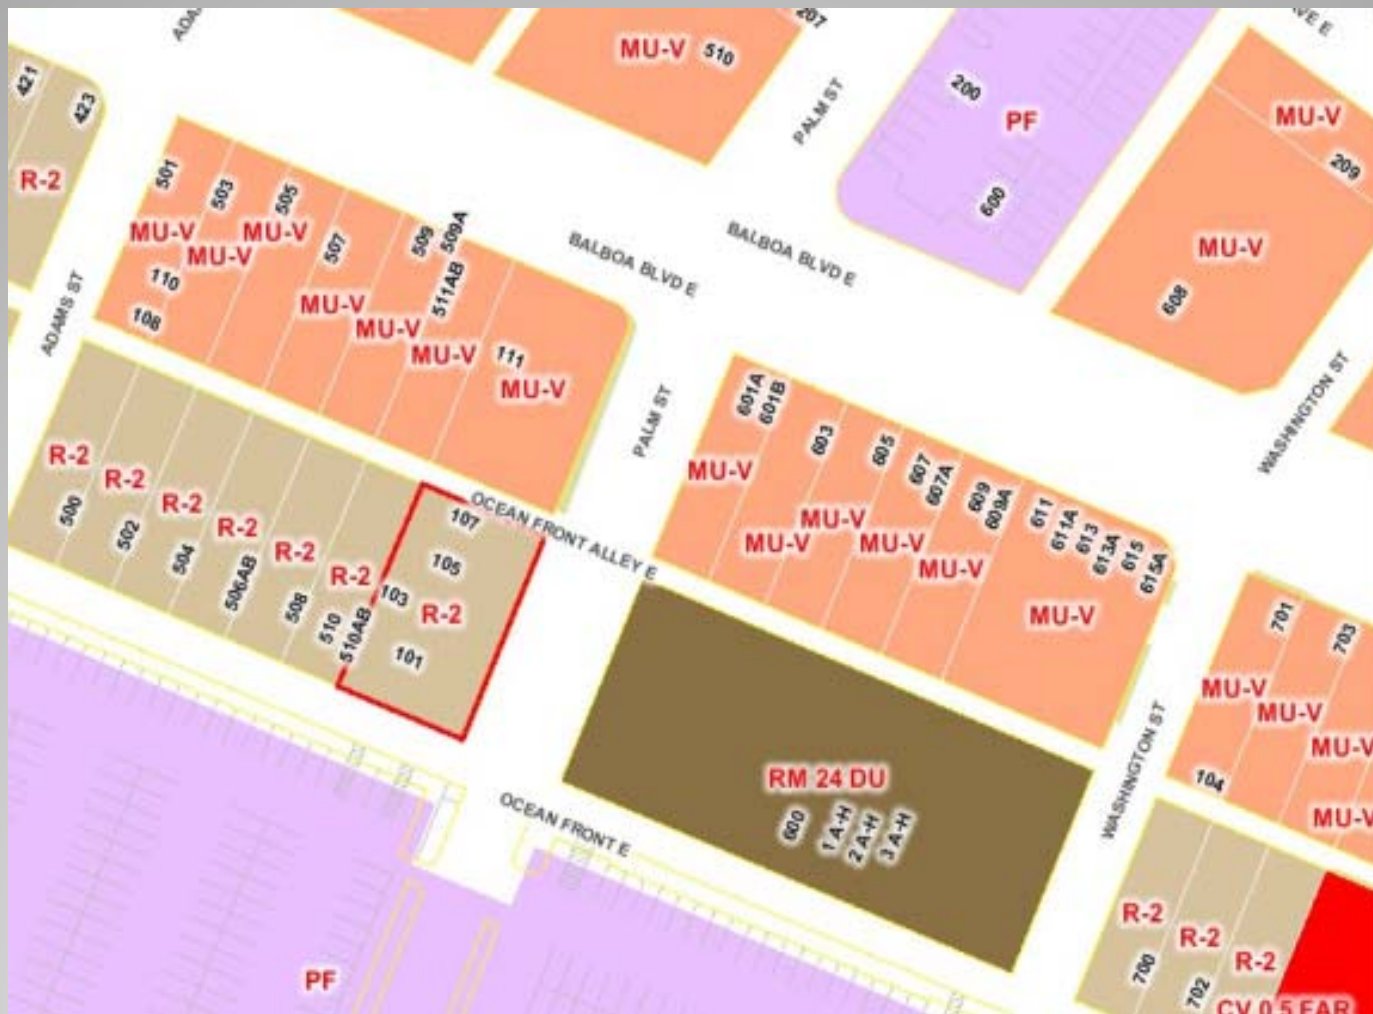 207
MU-V
510
421
423
PALM ST
200
PF
600
MU-V
209
MU-V
608
R-2
501
503
505
MU-V
MU-V
MU-V
507
509
509A
110
108
511AB
MU-V
MU-V
MU-V
111
MU-V
BALBOA BLVD E
BALBOA BLVD E
ADAMS ST
PALM ST
WASHINGTON ST
601A
601B
603
605
607
607A
609
609A
611
611A
613
613A
615
615A
MU-V
MU-V
MU-V
MU-V
MU-V
MU-V
R-2
R-2
R-2
R-2
R-2
R-2
500
502
504
506AB
508
510
510AB
OCEAN FRONT ALLEY E
107
105
103
R-2
101
701
703
MU-V
MU-V
MU-V
MU-V
104
WASHINGTON ST
RM 24 DU
600
1 A-H
2 A-H
3 A-H
OCEAN FRONT E
PF
R-2
R-2
R-2
700
702
CV 0.5 FAR